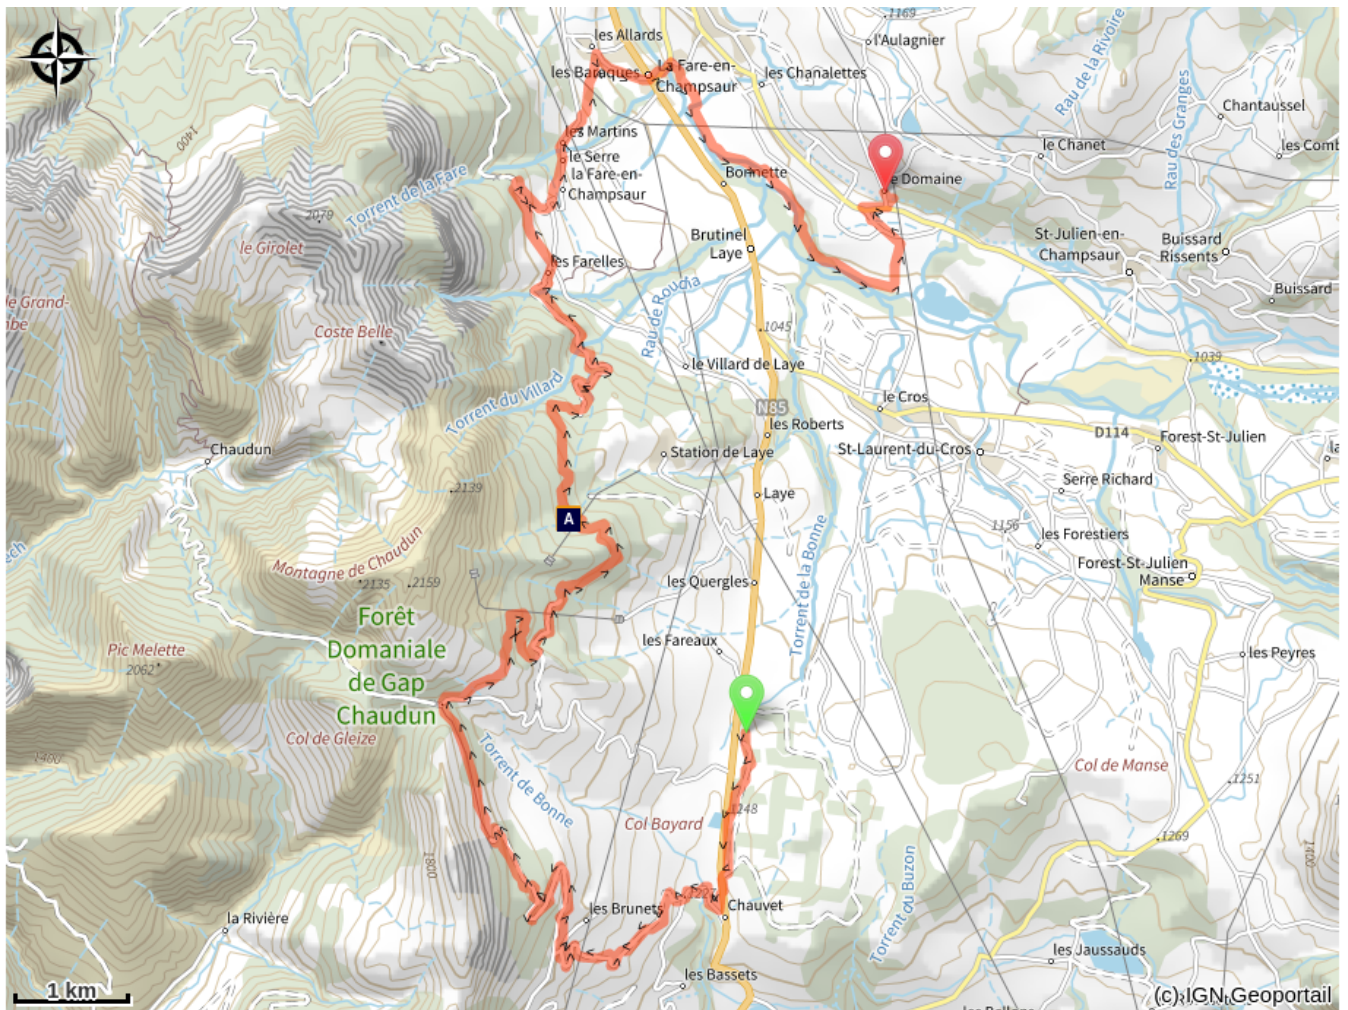 1169
les Allards
l'Aulagnier
Rau de la Rivoire
les Baraques
La Fare-en-
Champsaur
les Chanalettes
Rau des Granges
Chantaussel
1400
les Martins
le Serre
la Fare-en-
Champsaur
le Chanet
les Comb
Torrent de la Fare
Bonnette
e Domaine
2079
le Girolet
Brutinel
Laye
St-Julien-en-
Champsaur
Buissard
Rissents
les Farelles
Rau de Roucia
Buissard
le Grand-
mbe
Coste Belle
1045
1039
le Villard de Laye
Torrent du Villard
N85
le Cros
les Roberts
D114
Forest-St-Julien
Chaudun
Station de Laye
St-Laurent-du-Cros
la
2139
Laye
Serre Richard
A
1156
les Forestiers
ech
Montagne de Chaudun
2135
2159
les Quergles
Torrent de la Bonne
Forest-St-Julien
Manse
Forêt
Domaniale
de Gap
Chaudun
Pic Melette
2062
les Fareaux
les Peyres
Col de Gleize
1400
Torrent de Bonne
Col de Manse
1251
1248
Col Bayard
1269
1800
1400
Torrent du Buzon
les Brunets
Chauvet
la Rivière
les Jaussauds
les Bassets
1 km
(c) IGN Geoportail